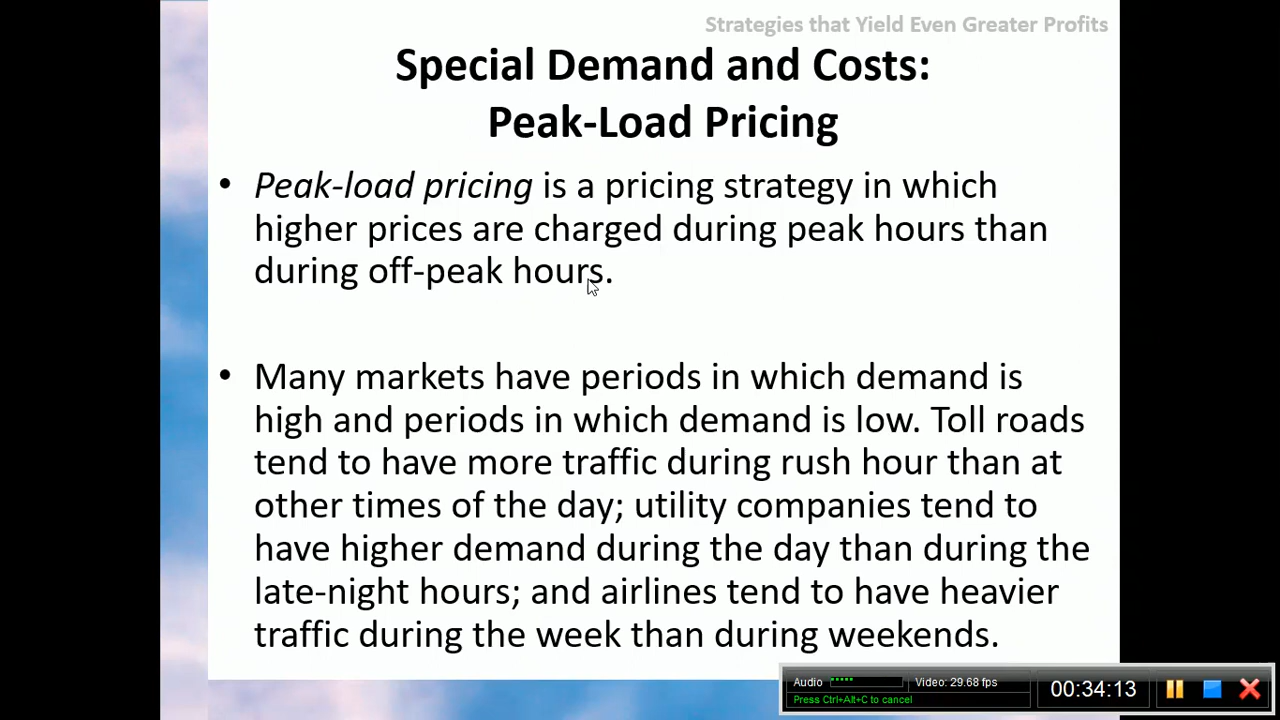 Strategies that Yield Even Greater Profits
Special Demand and Costs:
Peak-Load Pricing
• Peak-load pricing is a pricing strategy in which
higher prices are charged during peak hours than
during off-peak hours.
• Many markets have periods in which demand is
high and periods in which demand is low. Toll roads
tend to have more traffic during rush hour than at
other times of the day; utility companies tend to
have higher demand during the day than during the
late-night hours; and airlines tend to have heavier
traffic during the week than during weekends.
Audio
Video: 29.68 fps
Press Ctrl+Alt+C to cancel
00:34:13